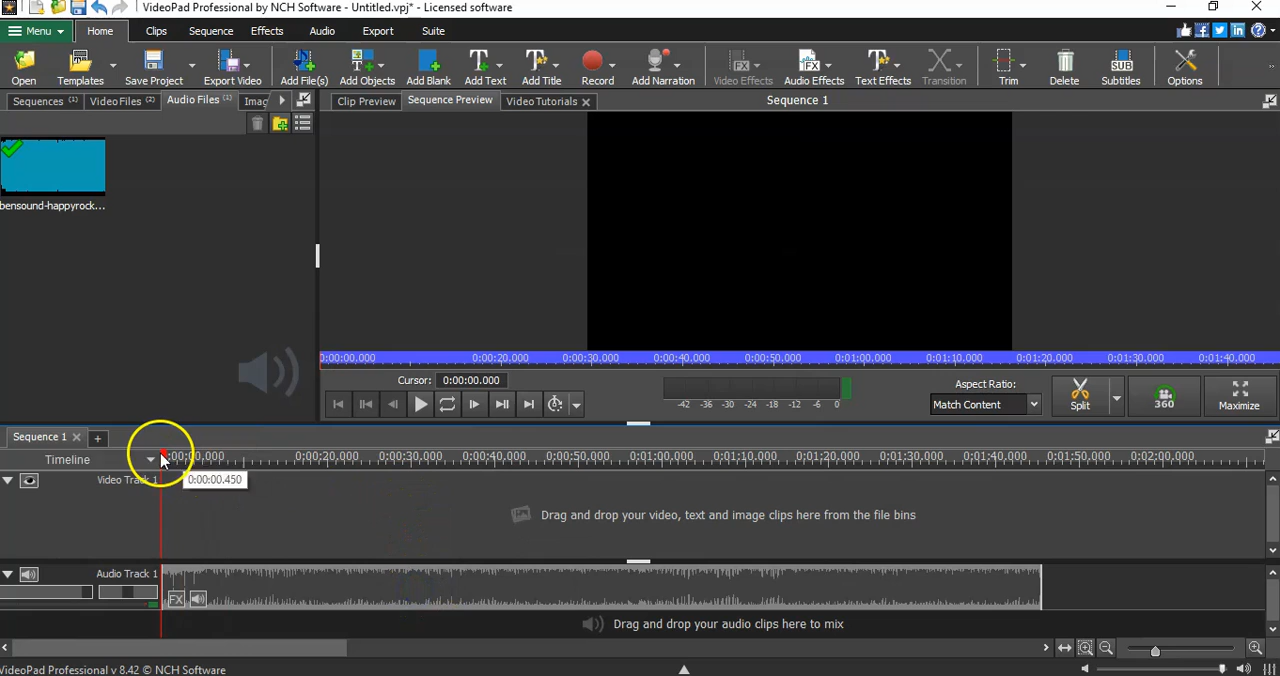 VideoPad Professional by NCH Software - Untitled.vpj* - Licensed software
Menu Home Clips Sequence Effects Audio Export Suite
Open Templates Save Project Export Video Add File(s) Add Objects Add Blank Add Text Add Title Record Add Narration Video Effects Audio Effects Text Effects Transition Trim Delete Subtitles Options
Sequences (1) Video Files (2) Audio Files (1) Imag Clip Preview Sequence Preview Video Tutorials Sequence 1
bensound-happyrock...
0:00:00,000 0:00:20,000 0:00:30,000 0:00:40,000 0:00:50,000 0:01:00,000 0:01:10,000 0:01:20,000 0:01:30,000 0:01:40,000
Cursor: 0:00:00.000
-42 -36 -30 -24 -18 -12 -6 0
Aspect Ratio:
Match Content
Split 360 Maximize
Sequence 1
Timeline :00:00,000 0:00:20,000 0:00:30,000 0:00:40,000 0:00:50,000 0:01:00,000 0:01:10,000 0:01:20,000 0:01:30,000 0:01:40,000 0:01:50,000 0:02:00,000
0:00:00.450
Video Track 1
Drag and drop your video, text and image clips here from the file bins
Audio Track 1
FX
Drag and drop your audio clips here to mix
VideoPad Professional v 8.42 © NCH Software